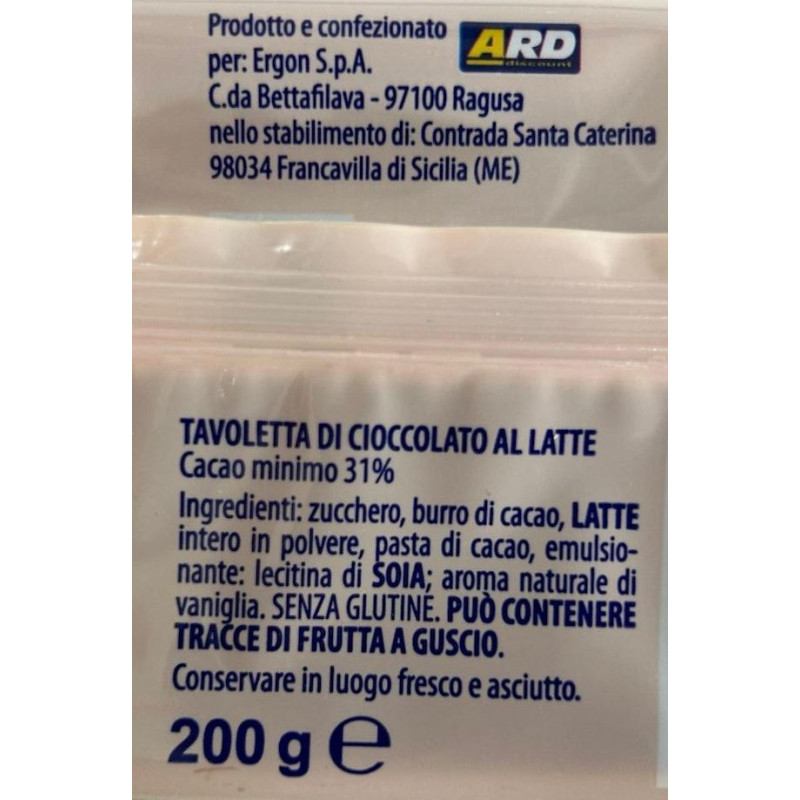 Prodotto e confezionato
ARD
discount
per: Ergon S.p.A.
C.da Bettafilava - 97100 Ragusa
nello stabilimento di: Contrada Santa Caterina
98034 Francavilla di Sicilia (ME)
TAVOLETTA DI CIOCCOLATO AL LATTE
Cacao minimo 31%
Ingredienti: zucchero, burro di cacao, LATTE
intero in polvere, pasta di cacao, emulsio-
nante: lecitina di SOIA; aroma naturale di
vaniglia. SENZA GLUTINE. PUÒ CONTENERE
TRACCE DI FRUTTA A GUSCIO.
Conservare in luogo fresco e asciutto.
200 g ℮